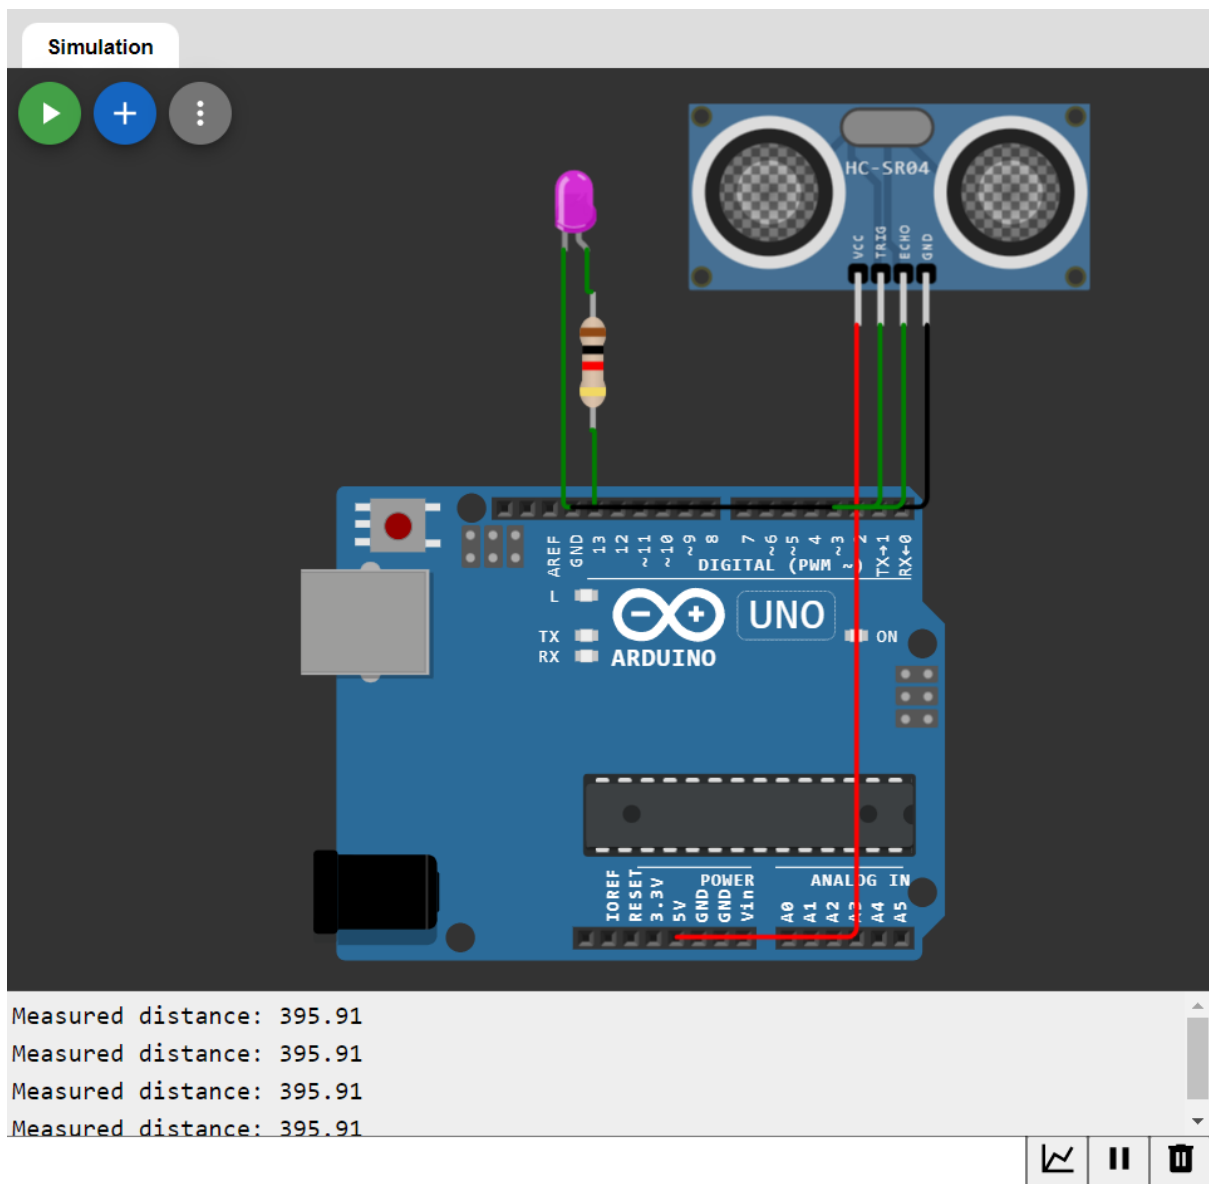 Simulation
HC-SR04
VCC
TRIG
ECHO
GND
AREF
GND
13
12
~11
~10
~9
8
7
~6
~5
4
~3
2
TX→1
RX←0
DIGITAL (PWM ~)
L
TX
RX
UNO
ON
ARDUINO
IOREF
RESET
3.3V
5V
GND
GND
Vin
POWER
ANALOG IN
A0
A1
A2
A3
A4
A5
Measured distance: 395.91
Measured distance: 395.91
Measured distance: 395.91
Measured distance: 395.91